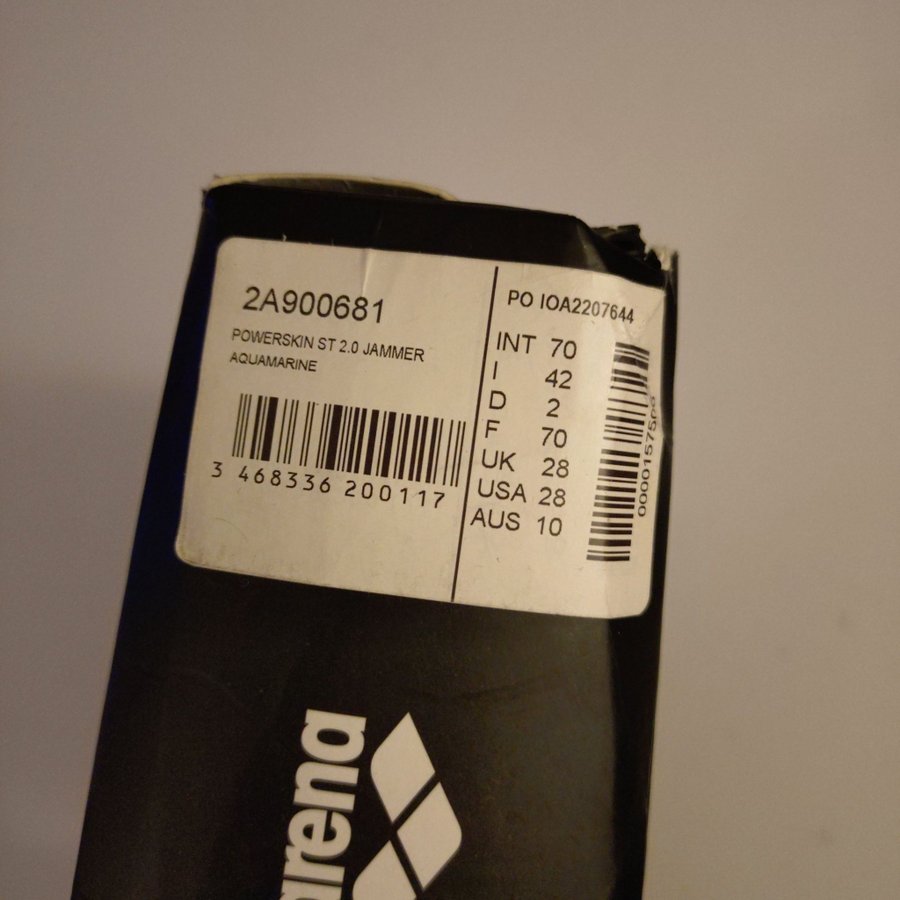 2A900681
POWERSKIN ST 2.0 JAMMER
AQUAMARINE
3 468336 200117
PO IOA2207644
INT 70
I 42
D 2
F 70
UK 28
USA 28
AUS 10
arena